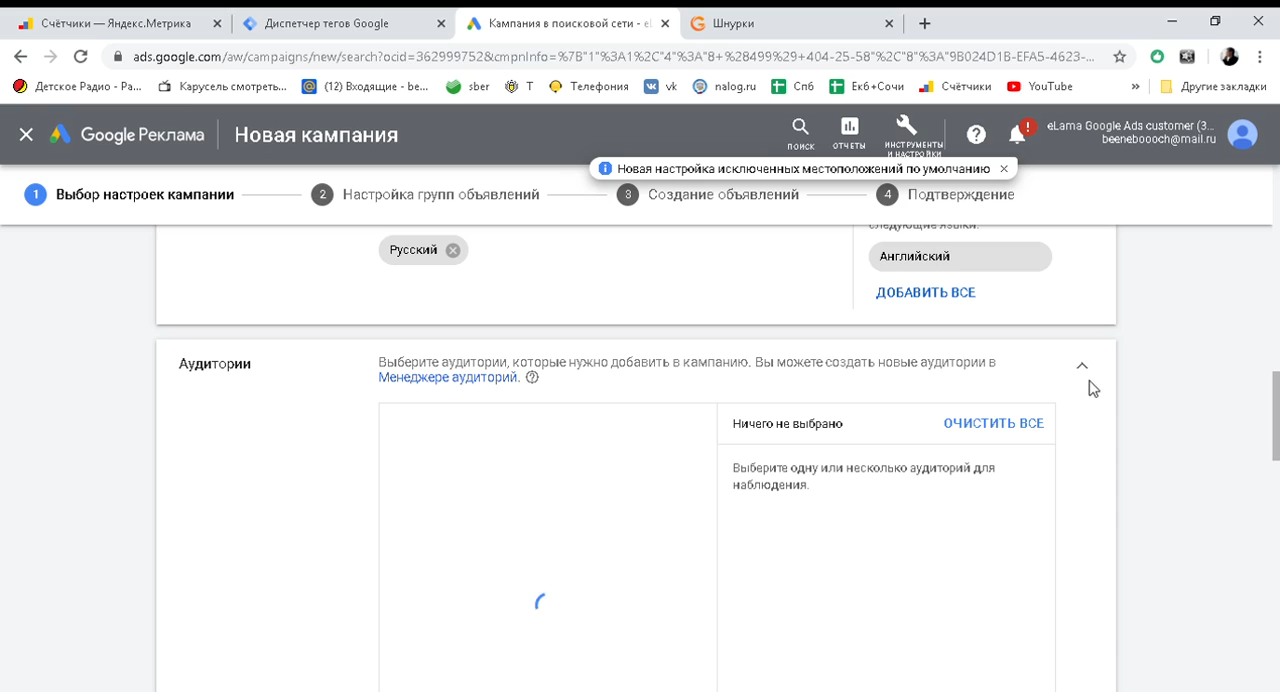 Счётчики — Яндекс.Метрика
Диспетчер тегов Google
Кампания в поисковой сети - eL
Шнурки
ads.google.com/aw/campaigns/new/search?ocid=362999752&cmpnInfo=%7B"1"%3A1%2C"4"%3A"8+%28499%29+404-25-58"%2C"8"%3A"9B024D1B-EFA5-4623-...
Детское Радио - Ра...
Карусель смотреть...
(12) Входящие - be...
сбер
Т
Телефония
vk
nalog.ru
Спб
Екб+Сочи
Счётчики
YouTube
»
Другие закладки
Google Реклама
Новая кампания
ПОИСК
ОТЧЕТЫ
ИНСТРУМЕНТЫ
И НАСТРОЙКИ
eLama Google Ads customer (3...
beeneboooch@mail.ru
Новая настройка исключенных местоположений по умолчанию
1 Выбор настроек кампании
2 Настройка групп объявлений
3 Создание объявлений
4 Подтверждение
следующие языки:
Русский
Английский
ДОБАВИТЬ ВСЕ
Аудитории
Выберите аудитории, которые нужно добавить в кампанию. Вы можете создать новые аудитории в
Менеджере аудиторий.
Ничего не выбрано
ОЧИСТИТЬ ВСЕ
Выберите одну или несколько аудиторий для
наблюдения.